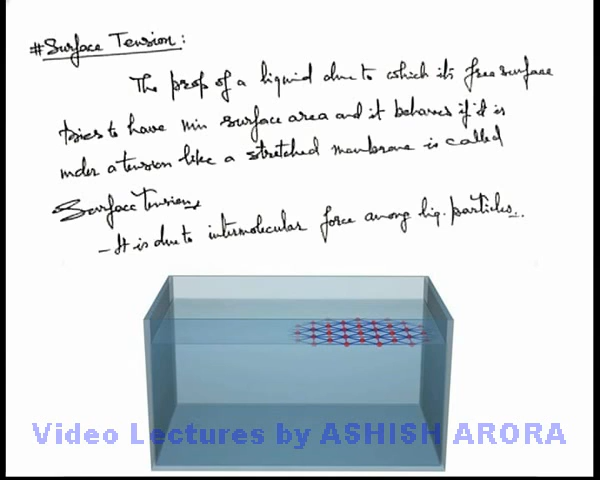 # Surface Tension :
The prop of a liquid due to which its free surface
tries to have min surface area and it behaves if it is
under a tension like a stretched membrane is called
Surface Tension.
- It is due to intermolecular force among liq. particles.
Video Lectures by ASHISH ARORA